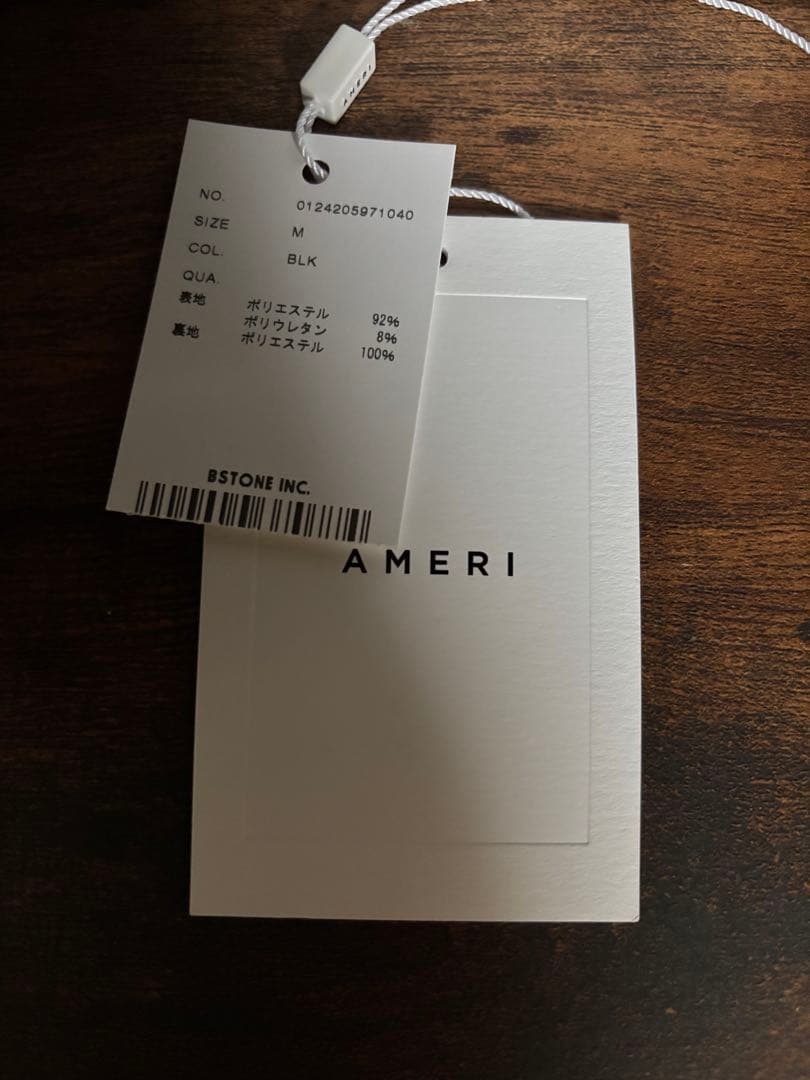 AMERI
NO. 0124205971040
SIZE M
COL. BLK
QUA.
表地 ポリエステル 92%
ポリウレタン 8%
裏地 ポリエステル 100%
BSTONE INC.
AMERI